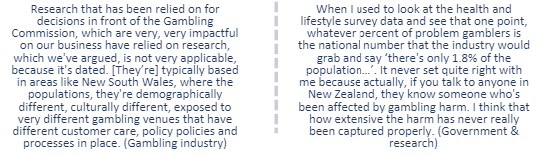 Research that has been relied on for
decisions in front of the Gambling
Commission, which are very, very impactful
on our business have relied on research,
which we've argued, is not very applicable,
because it's dated. [They're] typically based
in areas like New South Wales, where the
populations, they're demographically
different, culturally different, exposed to
very different gambling venues that have
different customer care, policy policies and
processes in place. (Gambling industry)
When I used to look at the health and
lifestyle survey data and see that one point,
whatever percent of problem gamblers is
the national number that the industry would
grab and say 'there's only 1.8% of the
population...'. It never set quite right with
me because actually, if you talk to anyone in
New Zealand, they know someone who's
been affected by gambling harm. I think that
how extensive the harm has never really
been captured properly. (Government &
research)